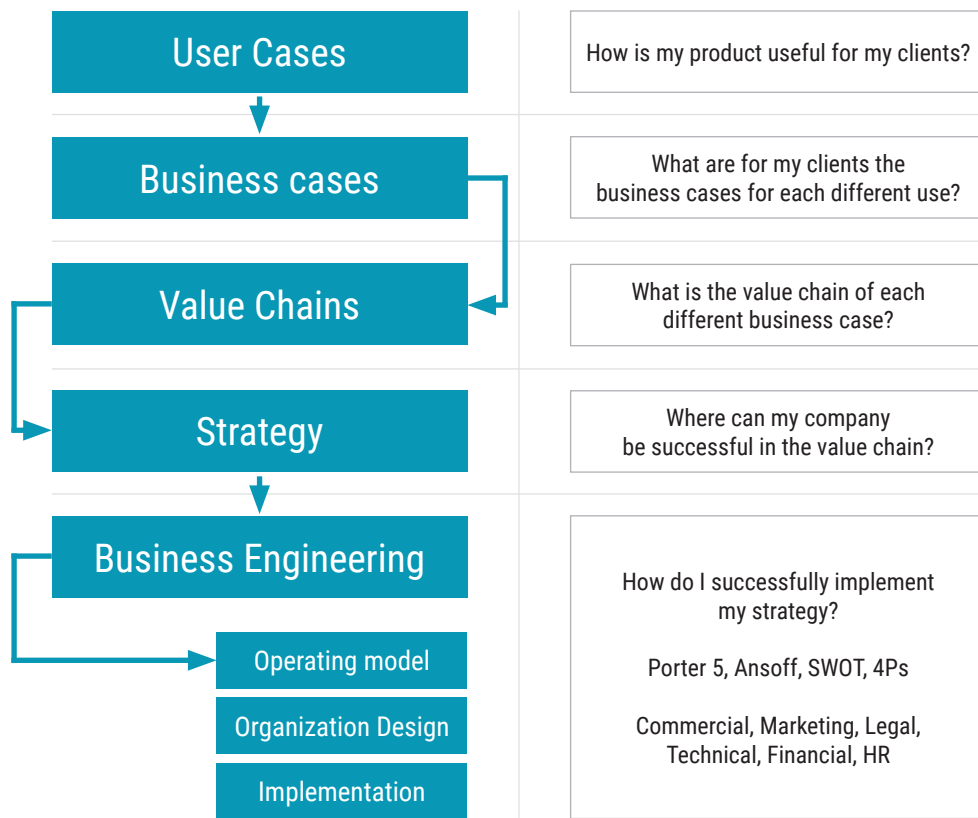 User Cases
How is my product useful for my clients?
Business cases
What are for my clients the
business cases for each different use?
Value Chains
What is the value chain of each
different business case?
Strategy
Where can my company
be successful in the value chain?
Business Engineering
How do I successfully implement
my strategy?
Porter 5, Ansoff, SWOT, 4Ps
Commercial, Marketing, Legal,
Technical, Financial, HR
Operating model
Organization Design
Implementation